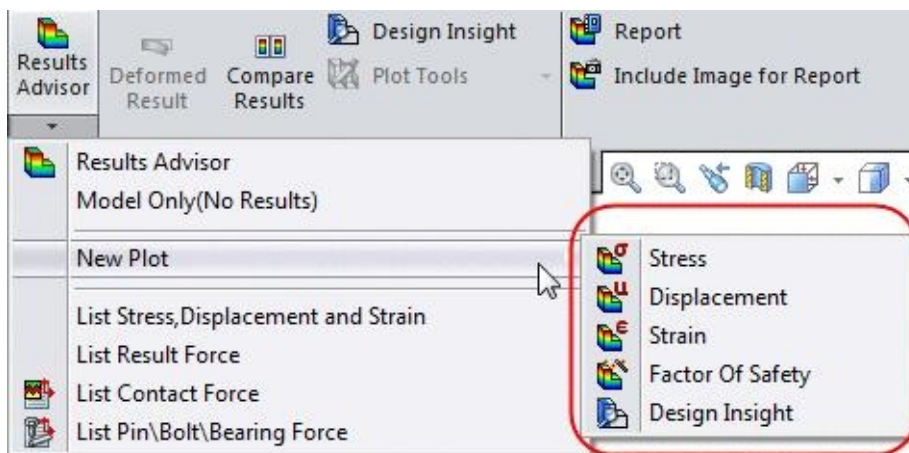 Results Advisor
Deformed Result
Compare Results
Design Insight
Plot Tools
Report
Include Image for Report
Results Advisor
Model Only(No Results)
New Plot
List Stress,Displacement and Strain
List Result Force
List Contact Force
List Pin\Bolt\Bearing Force
σ Stress
u Displacement
ε Strain
Factor Of Safety
Design Insight